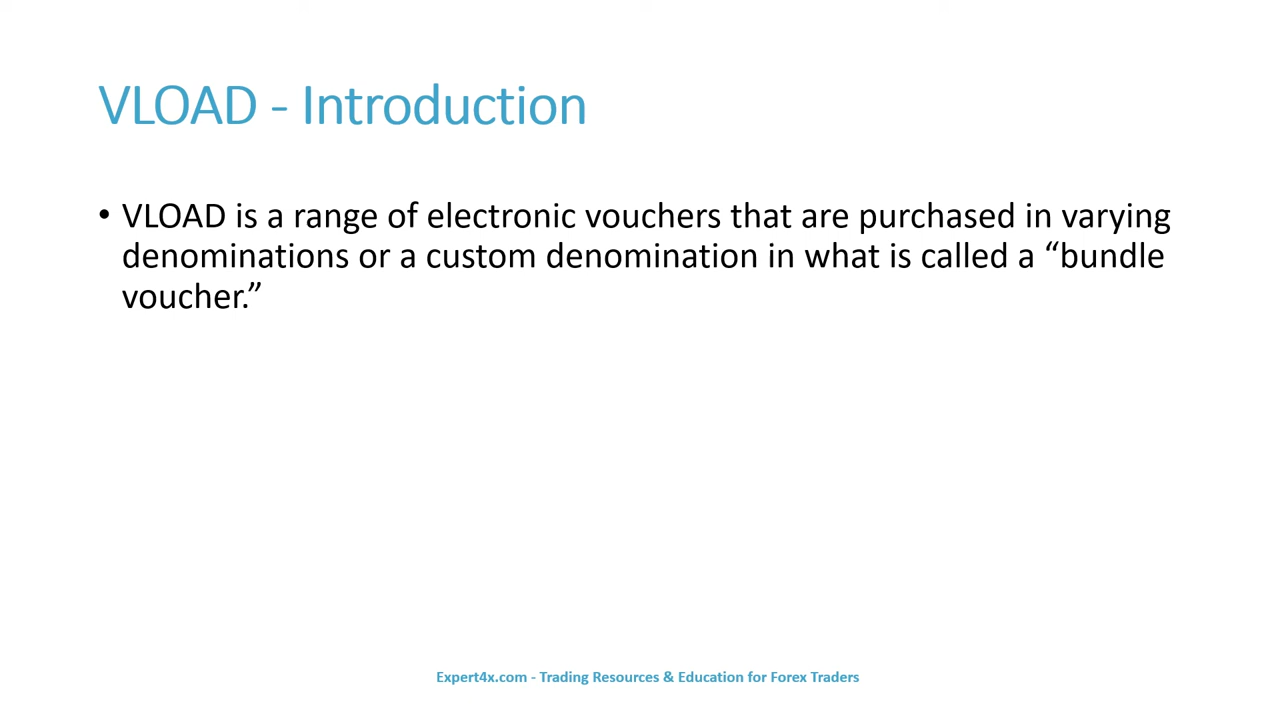 VLOAD - Introduction
• VLOAD is a range of electronic vouchers that are purchased in varying
denominations or a custom denomination in what is called a “bundle
voucher.”
Expert4x.com - Trading Resources & Education for Forex Traders